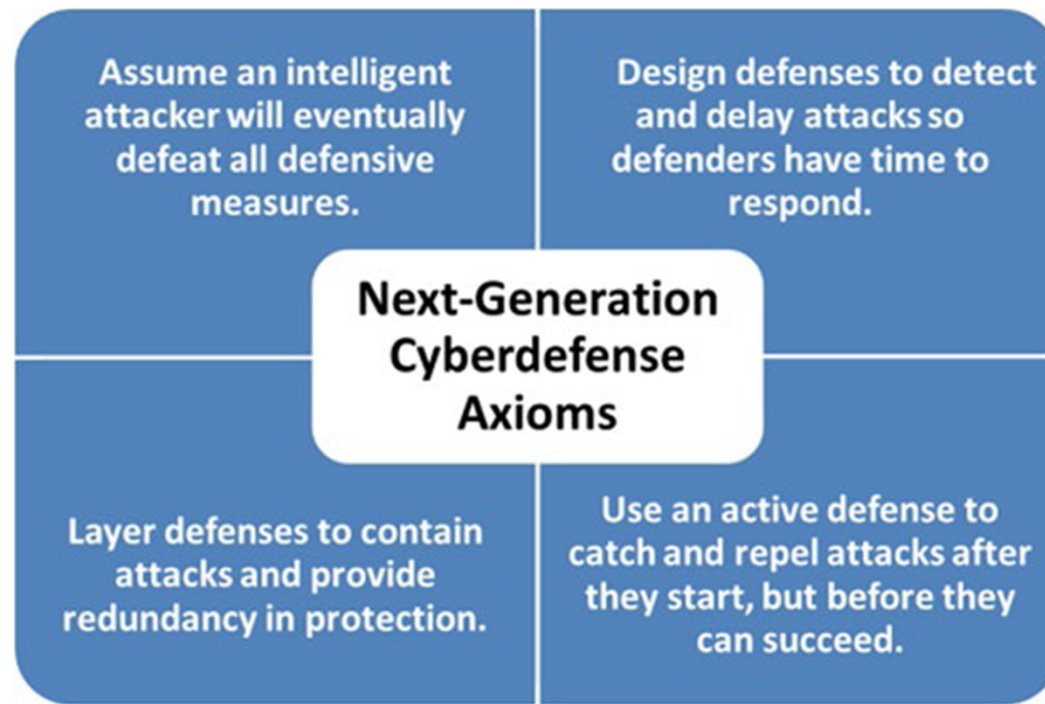 Assume an intelligent
attacker will eventually
defeat all defensive
measures.
Design defenses to detect
and delay attacks so
defenders have time to
respond.
Next-Generation
Cyberdefense
Axioms
Layer defenses to contain
attacks and provide
redundancy in protection.
Use an active defense to
catch and repel attacks after
they start, but before they
can succeed.